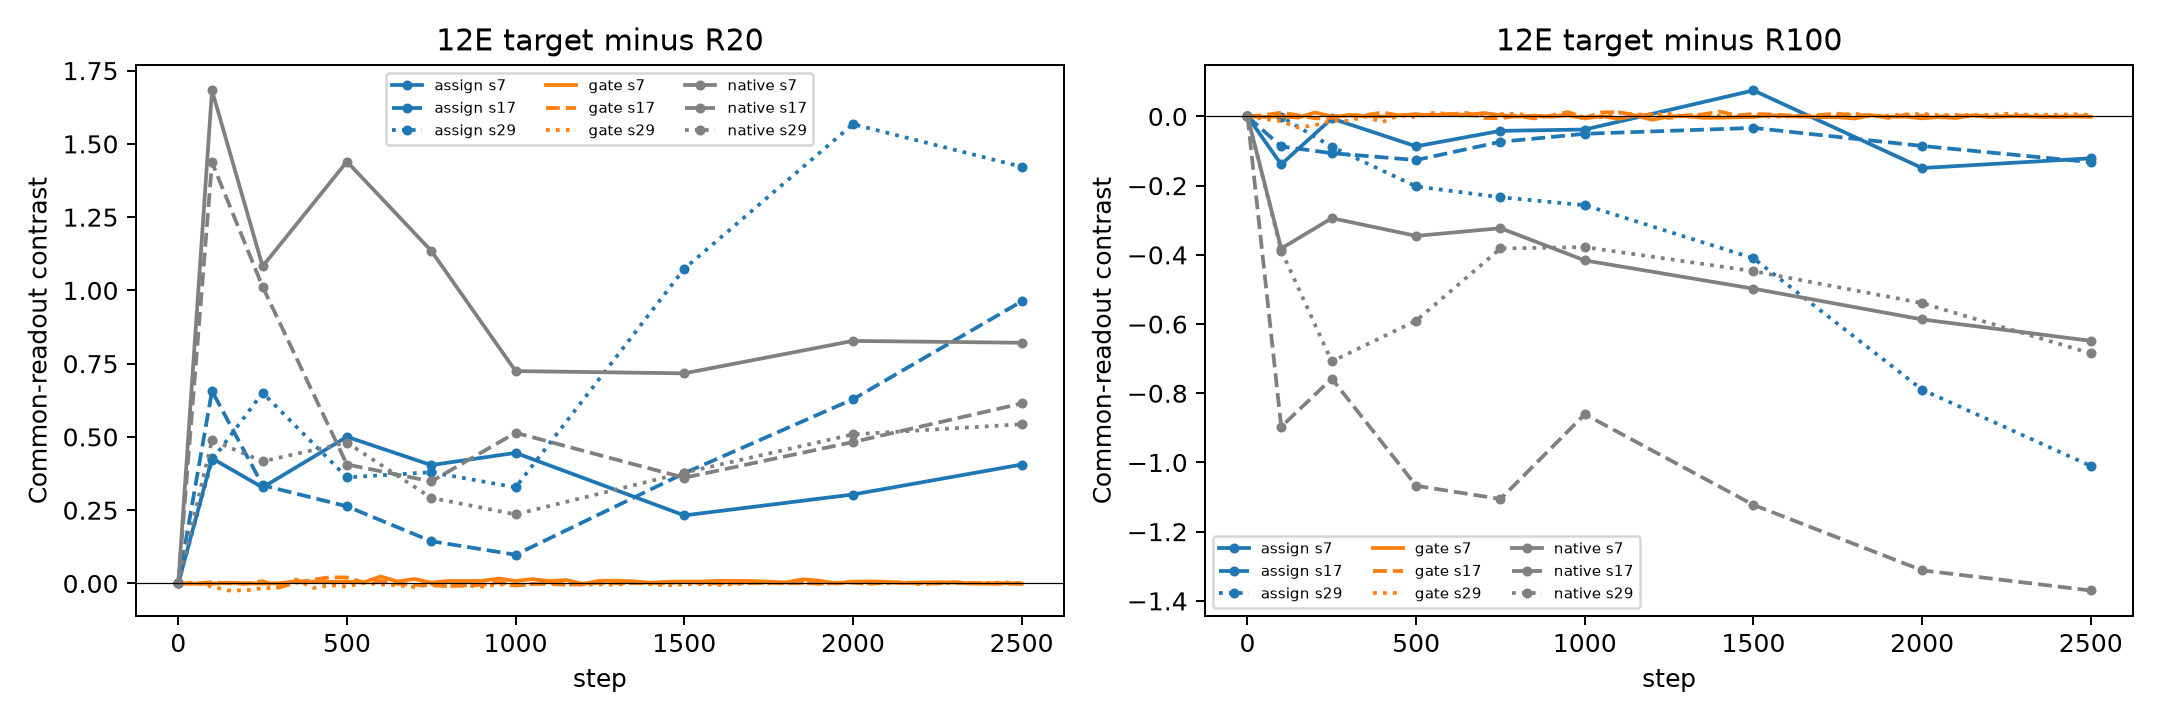 12E target minus R20
Common-readout contrast
1.75
1.50
1.25
1.00
0.75
0.50
0.25
0.00
assign s7
assign s17
assign s29
gate s7
gate s17
gate s29
native s7
native s17
native s29
0 500 1000 1500 2000 2500
step
12E target minus R100
Common-readout contrast
0.0
−0.2
−0.4
−0.6
−0.8
−1.0
−1.2
−1.4
assign s7
assign s17
assign s29
gate s7
gate s17
gate s29
native s7
native s17
native s29
0 500 1000 1500 2000 2500
step